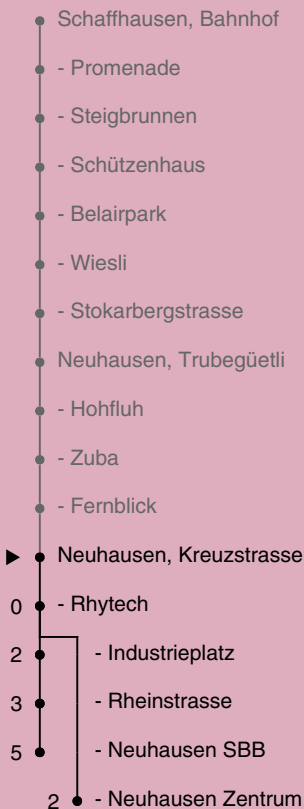 Schaffhausen, Bahnhof
- Promenade
- Steigbrunnen
- Schützenhaus
- Belairpark
- Wiesli
- Stokarbergstrasse
Neuhausen, Trubegüetli
- Hohfluh
- Zuba
- Fernblick
Neuhausen, Kreuzstrasse
0 - Rhytech
2 - Industrieplatz
3 - Rheinstrasse
5 - Neuhausen SBB
2 - Neuhausen Zentrum